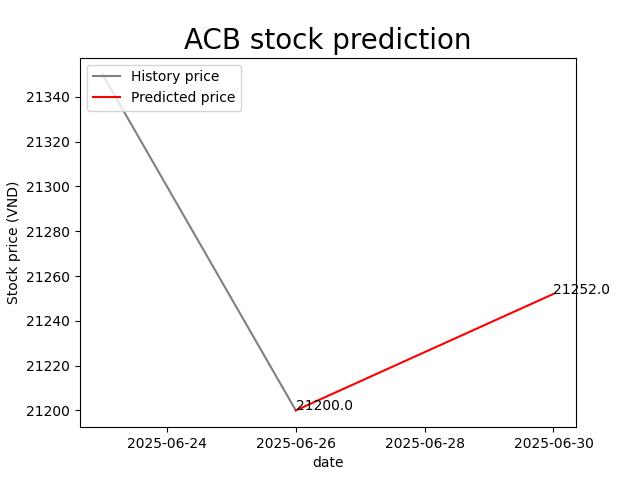 ACB stock prediction
History price
Predicted price
21340
21320
21300
21280
21260
21240
21220
21200
Stock price (VND)
21252.0
21200.0
2025-06-24
2025-06-26
2025-06-28
2025-06-30
date